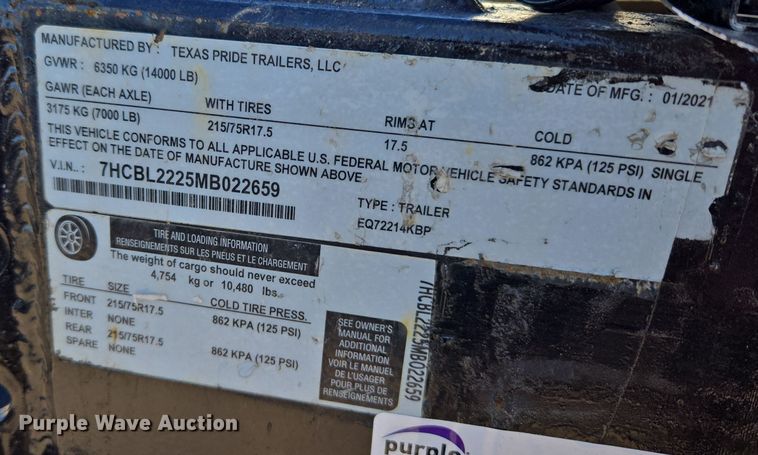 MANUFACTURED BY: TEXAS PRIDE TRAILERS, LLC
DATE OF MFG.: 01/2021
GVWR : 6350 KG (14000 LB)
GAWR (EACH AXLE) WITH TIRES RIMS AT COLD
3175 KG (7000 LB) 215/75R17.5 17.5 862 KPA (125 PSI) SINGLE
THIS VEHICLE CONFORMS TO ALL APPLICABLE U.S. FEDERAL MOTOR VEHICLE SAFETY STANDARDS IN
EFFECT ON THE DATE OF MANUFACTURE SHOWN ABOVE.
V.I.N.: 7HCBL2225MB022659
TYPE : TRAILER
EQ72214KBP
TIRE AND LOADING INFORMATION
RENSEIGNEMENTS SUR LES PNEUS ET LE CHARGEMENT
The weight of cargo should never exceed
4,754 kg or 10,480 lbs.
TIRE SIZE COLD TIRE PRESS.
FRONT 215/75R17.5 862 KPA (125 PSI)
INTER NONE
REAR 215/75R17.5 862 KPA (125 PSI)
SPARE NONE
SEE OWNER'S
MANUAL FOR
ADDITIONAL
INFORMATION
VOIR LE MANUEL
DE L'USAGER
POUR PLUS DE
RENSEIGNEMENTS
7HCBL2225MB022659
Purple Wave Auction
purple